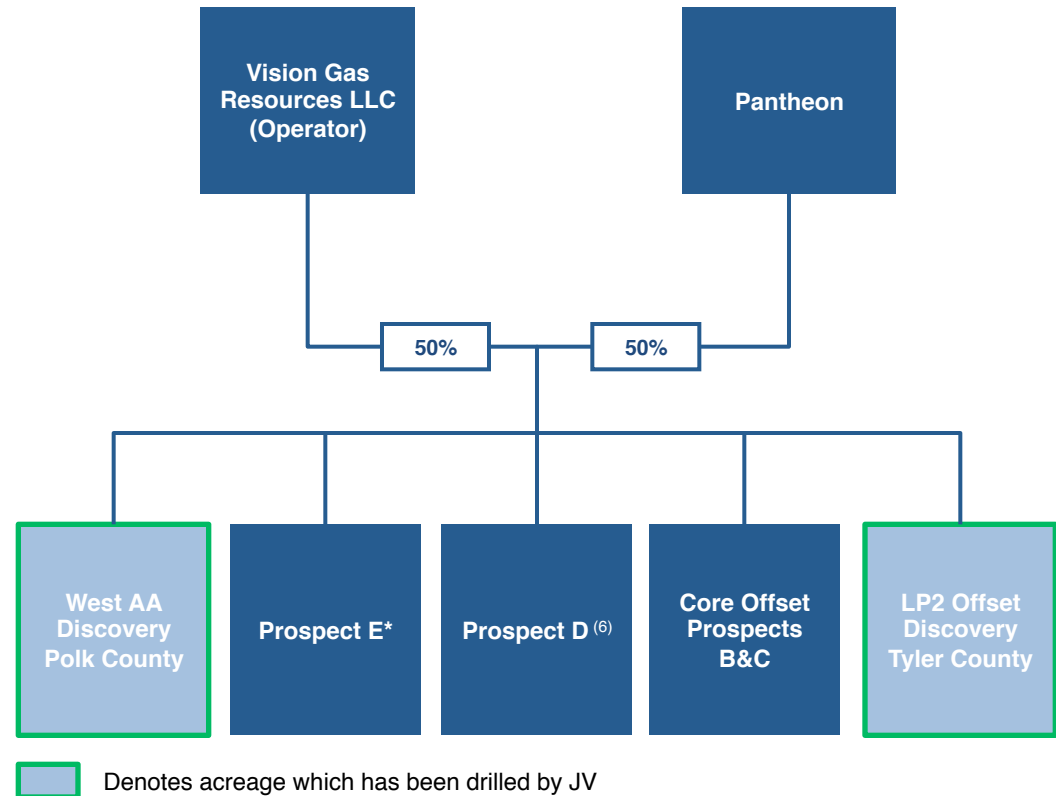 Vision Gas
Resources LLC
(Operator)
Pantheon
50%
50%
West AA
Discovery
Polk County
Prospect E*
Prospect D (6)
Core Offset
Prospects
B&C
LP2 Offset
Discovery
Tyler County
Denotes acreage which has been drilled by JV